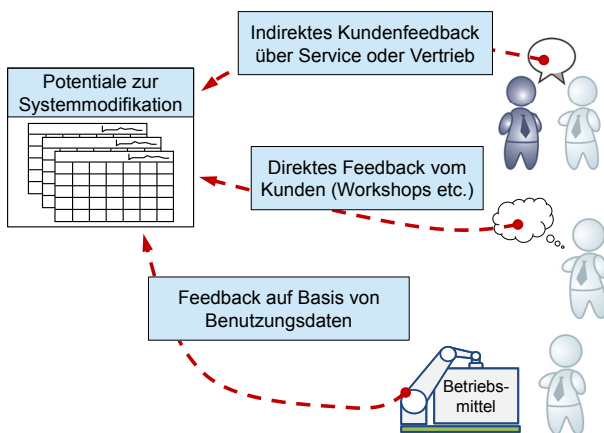 Indirektes Kundenfeedback
über Service oder Vertrieb
Potentiale zur
Systemmodifikation
Direktes Feedback vom
Kunden (Workshops etc.)
Feedback auf Basis von
Benutzungsdaten
Betriebs-
mittel